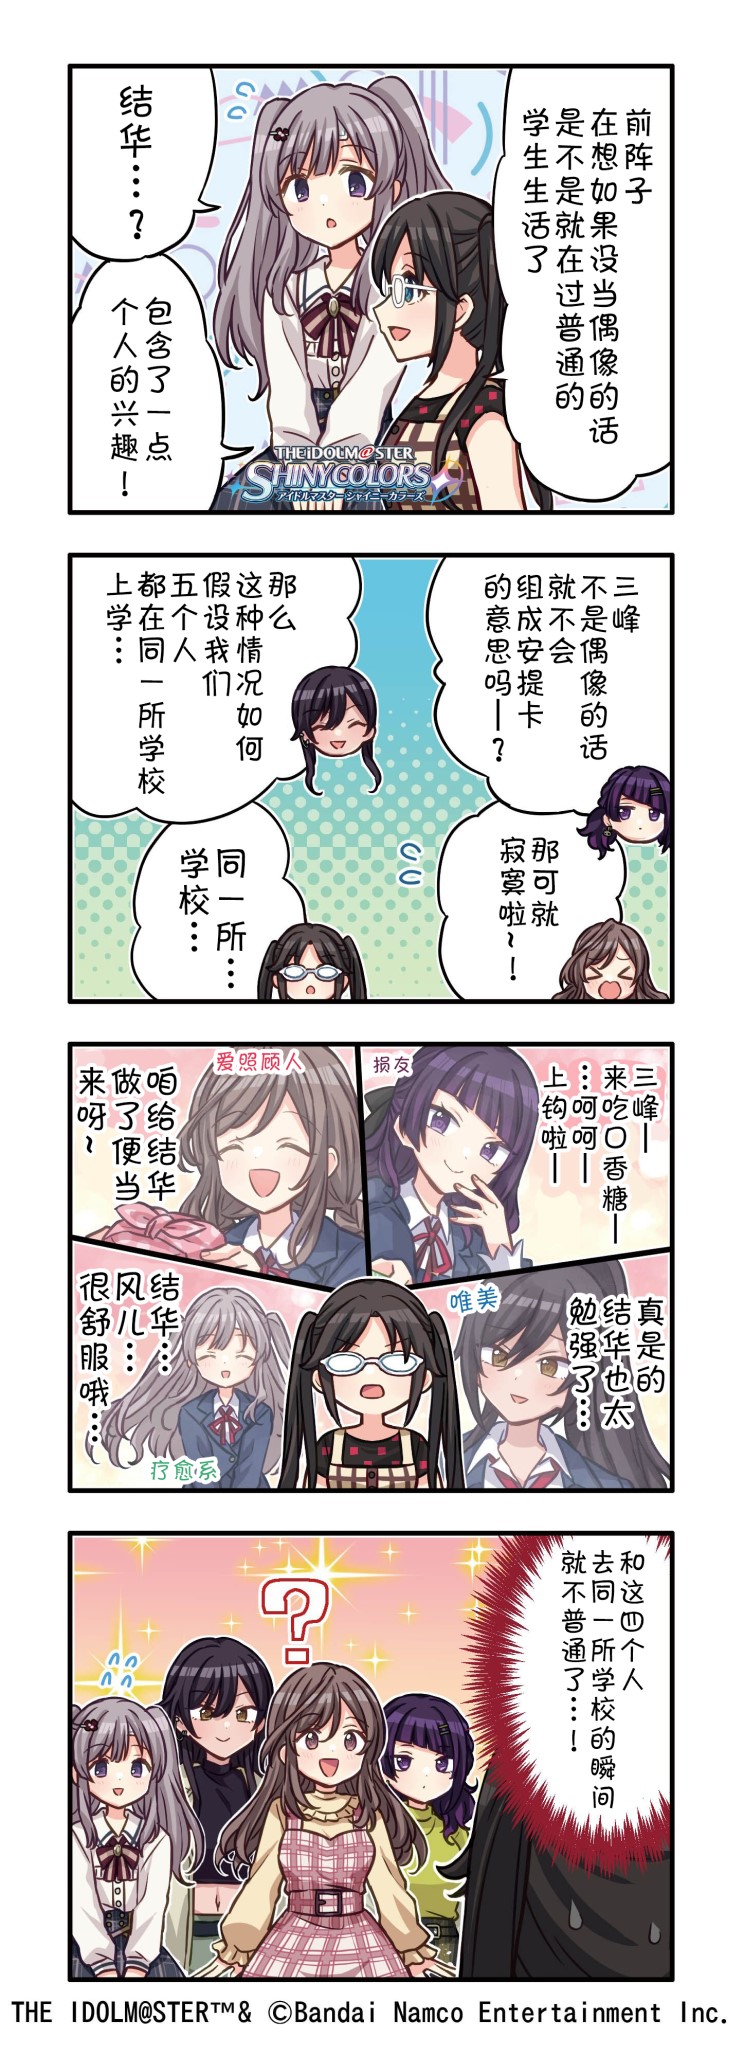 前阵子
在想如果没当偶像的话
是不是就在过普通的
学生生活了
结华…？
包含了一点
个人的兴趣！
THE iDOLM@STER
SHINY COLORS
アイドルマスター シャイニーカラーズ
三峰
不是偶像的话
就不会
组成安提卡
的意思吗—？
那可就
寂寞啦~！
那么
这种情况如何
假设我们
五个人
都在同一所学校
上学…
同一所…
学校…
三峰—
来吃口香糖—
…呵呵—
上钩啦—
损友
爱照顾人
咱给结华
做了便当
来呀~
真是的
结华也太
勉强了…
唯美
结华…
风儿…
很舒服哦…
疗愈系
和这四个人
去同一所学校的瞬间
就不普通了…！
?
THE IDOLM@STER™& ©Bandai Namco Entertainment Inc.